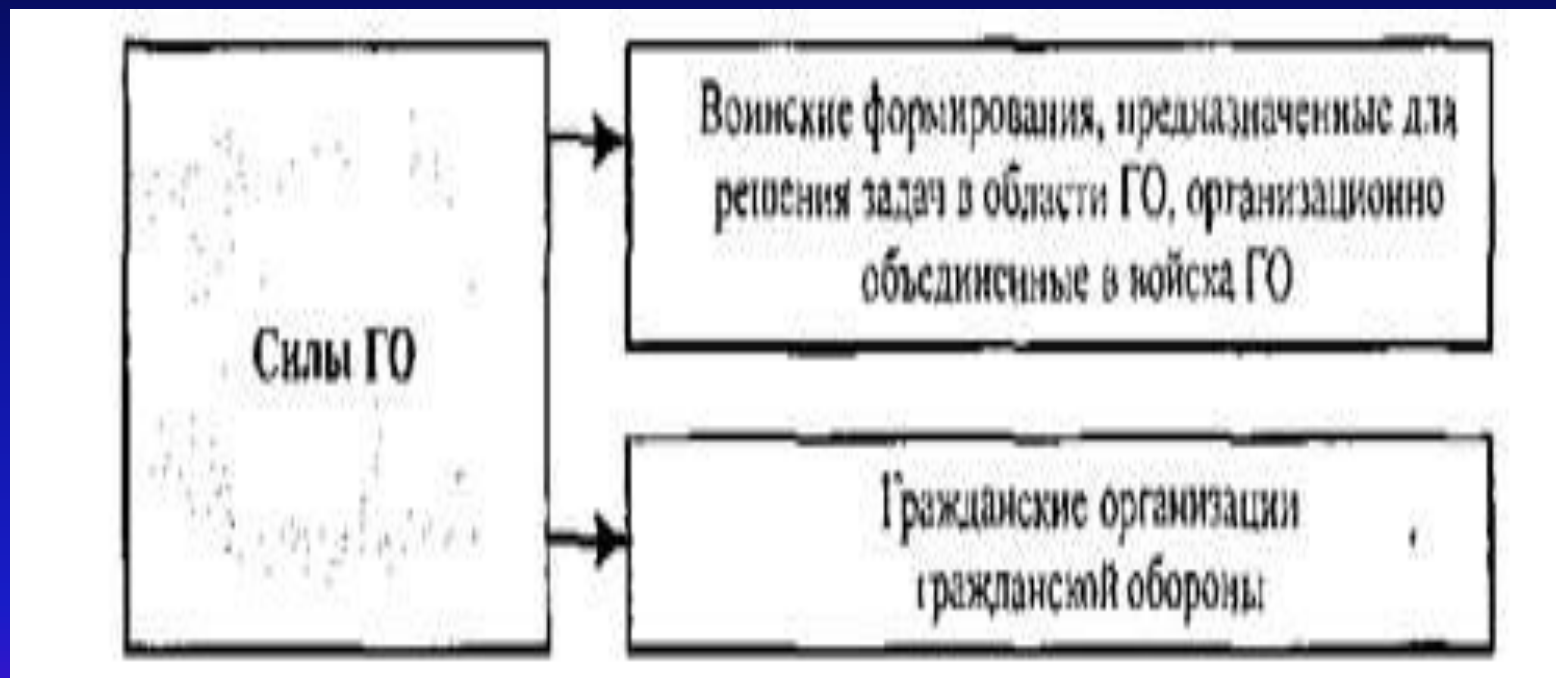 Силы ГО
Воинские формирования, предназначенные для
решения задач в области ГО, организационно
объединенные в войска ГО
Гражданские организации
гражданской обороны